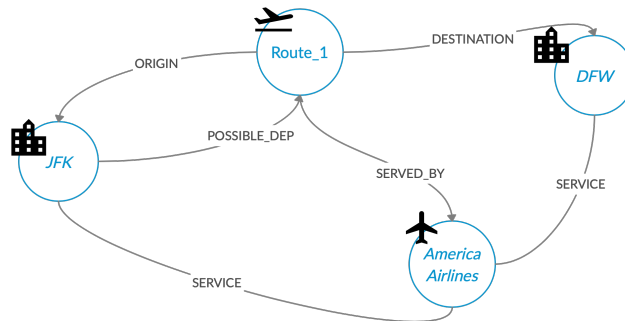 Route_1
DESTINATION
ORIGIN
DFW
POSSIBLE_DEP
JFK
SERVED_BY
SERVICE
America
Airlines
SERVICE